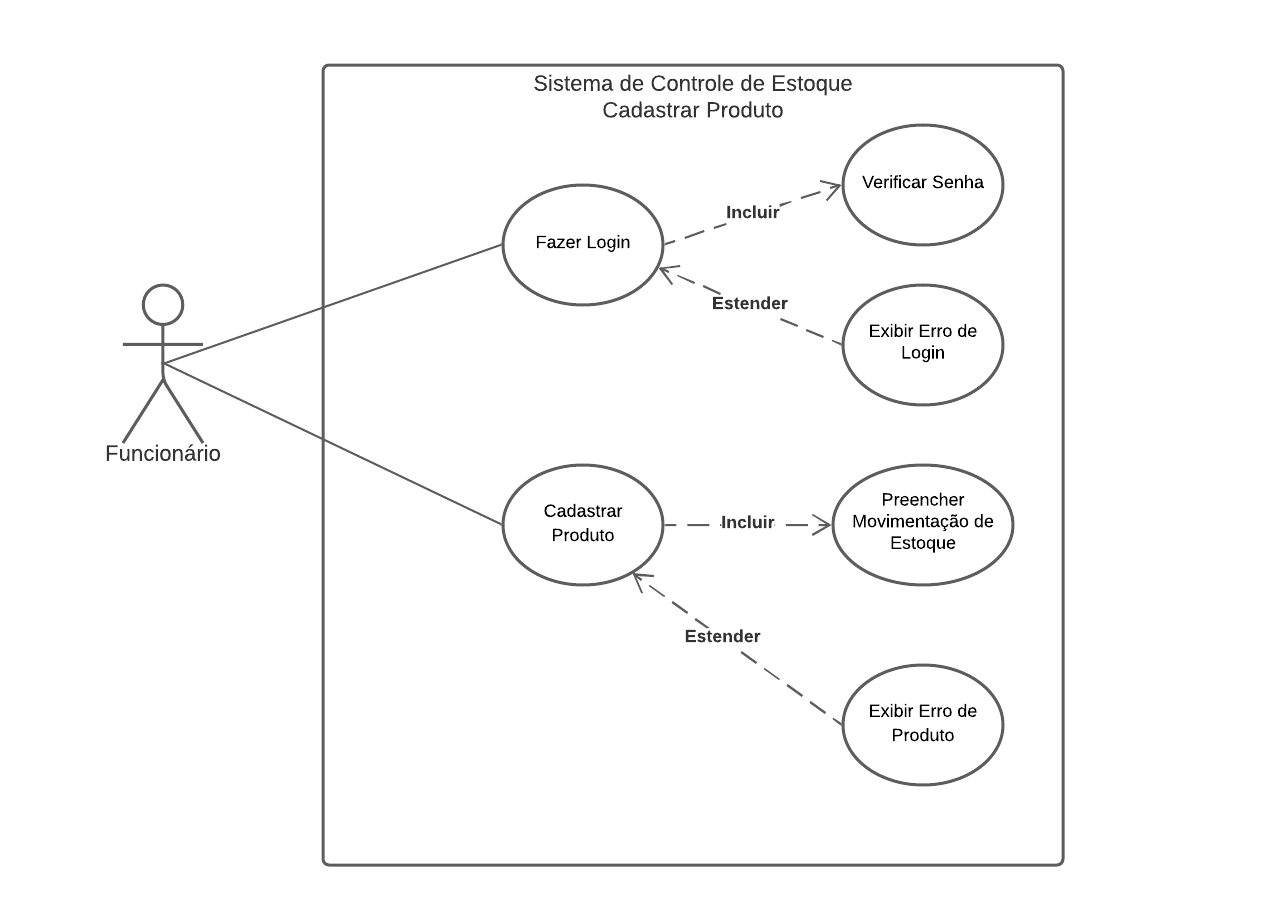 Sistema de Controle de Estoque
Cadastrar Produto
Verificar Senha
Incluir
Fazer Login
Estender
Exibir Erro de
Login
Funcionário
Cadastrar
Produto
Incluir
Preencher
Movimentação de
Estoque
Estender
Exibir Erro de
Produto